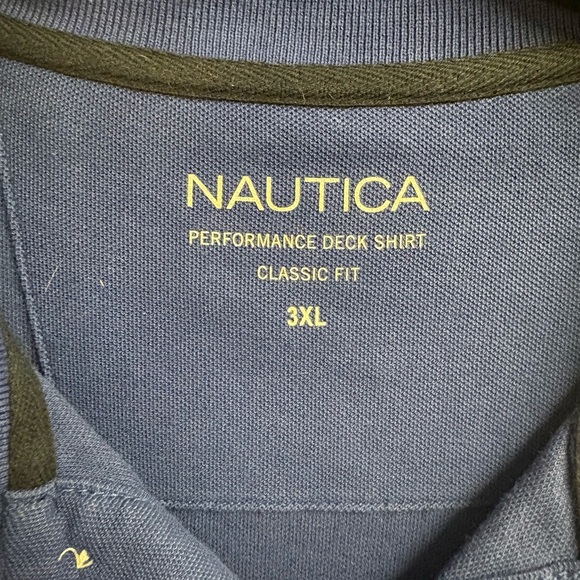 NAUTICA
PERFORMANCE DECK SHIRT
CLASSIC FIT
3XL